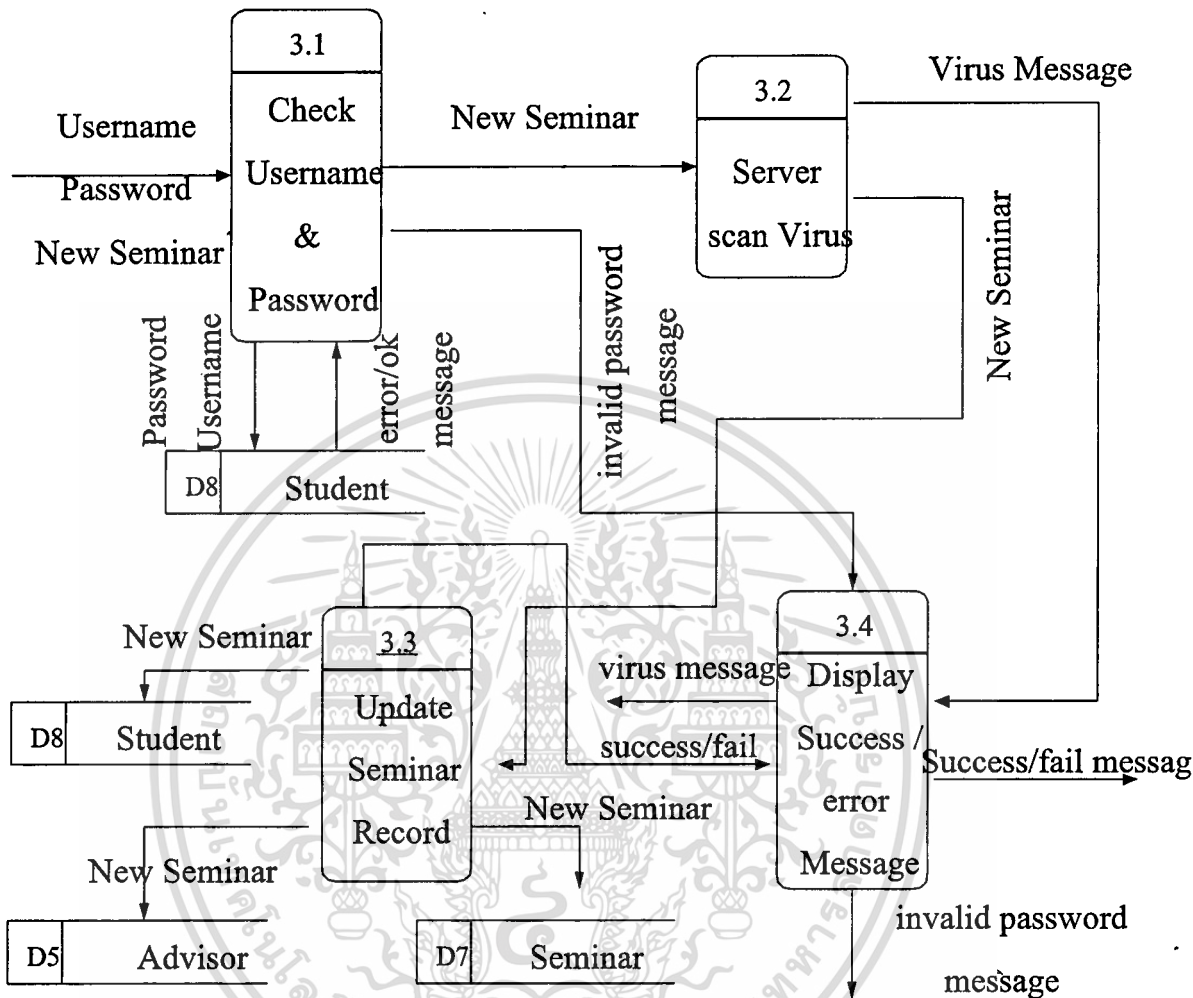 3.1
Check
Username
&
Password
Username
Password
New Seminar
New Seminar
3.2
Server
scan Virus
Virus Message
New Seminar
invalid password
message
Password
Username
error/ok
message
D8 Student
New Seminar
3.3
Update
Seminar
Record
D8 Student
New Seminar
D5 Advisor
New Seminar
D7 Seminar
virus message
success/fail
3.4
Display
Success /
error
Message
Success/fail messag
invalid password
message